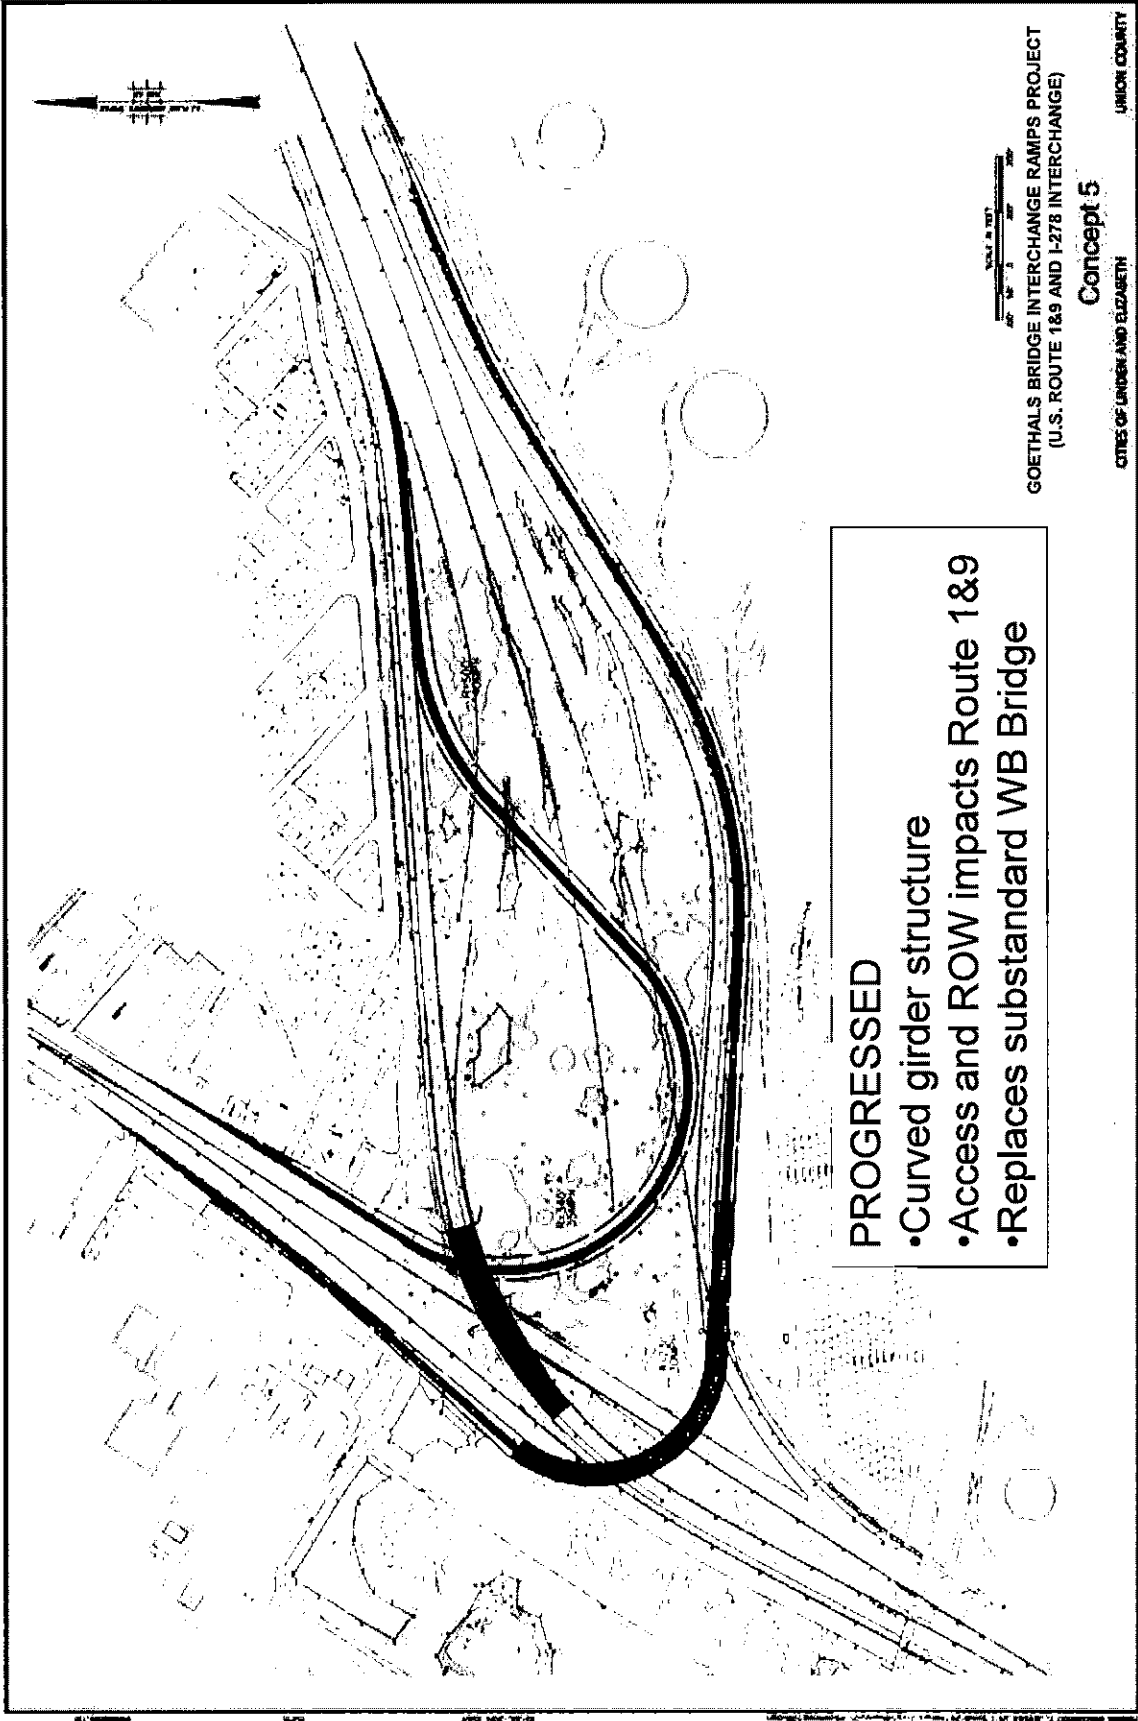 PROGRESSED
•Curved girder structure
•Access and ROW impacts Route 1&9
•Replaces substandard WB Bridge
GOETHALS BRIDGE INTERCHANGE RAMPS PROJECT
(U.S. ROUTE 1&9 AND I-278 INTERCHANGE)
Concept 5
CITIES OF LINDEN AND ELIZABETH
UNION COUNTY